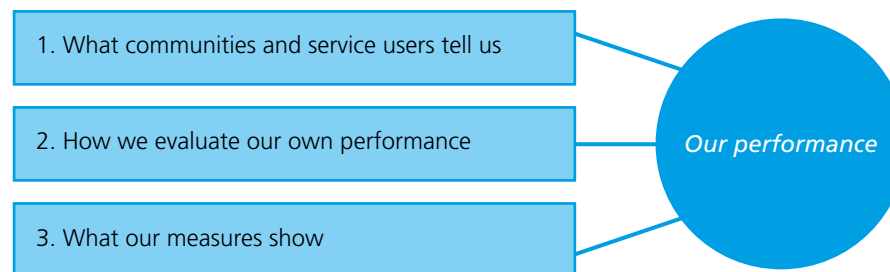 1. What communities and service users tell us
2. How we evaluate our own performance
Our performance
3. What our measures show